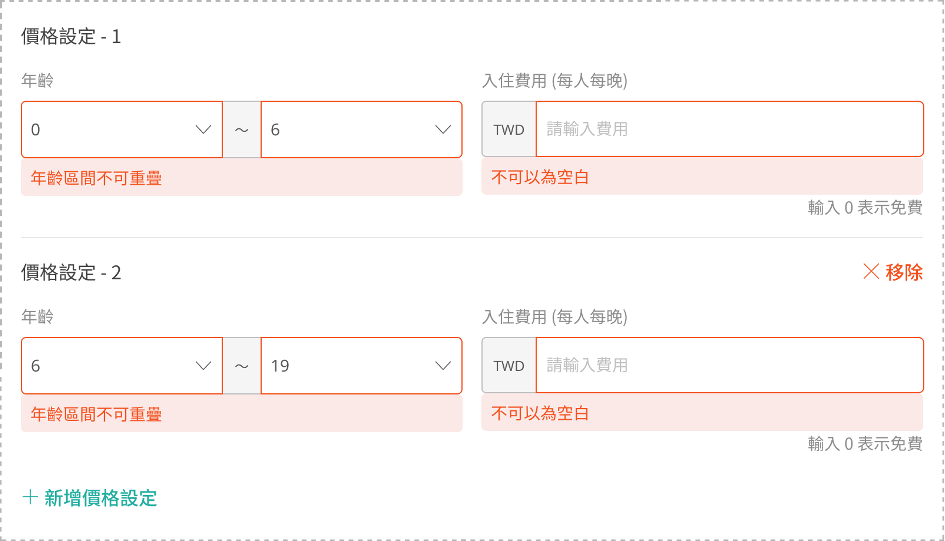 價格設定 - 1
年齡
入住費用 (每人每晚)
0
～
6
TWD
請輸入費用
年齡區間不可重疊
不可以為空白
輸入 0 表示免費
價格設定 - 2
移除
年齡
入住費用 (每人每晚)
6
～
19
TWD
請輸入費用
年齡區間不可重疊
不可以為空白
輸入 0 表示免費
新增價格設定